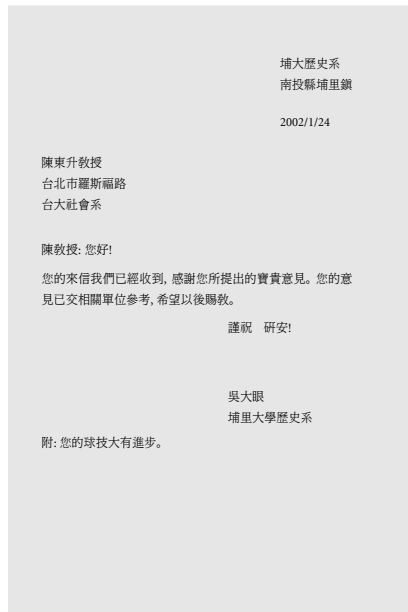 埔大歷史系
南投縣埔里鎮
2002/1/24
陳東升教授
台北市羅斯福路
台大社會系
陳教授: 您好!
您的來信我們已經收到, 感謝您所提出的寶貴意見。您的意
見已交相關單位參考, 希望以後賜教。
謹祝　研安!
吳大眼
埔里大學歷史系
附: 您的球技大有進步。